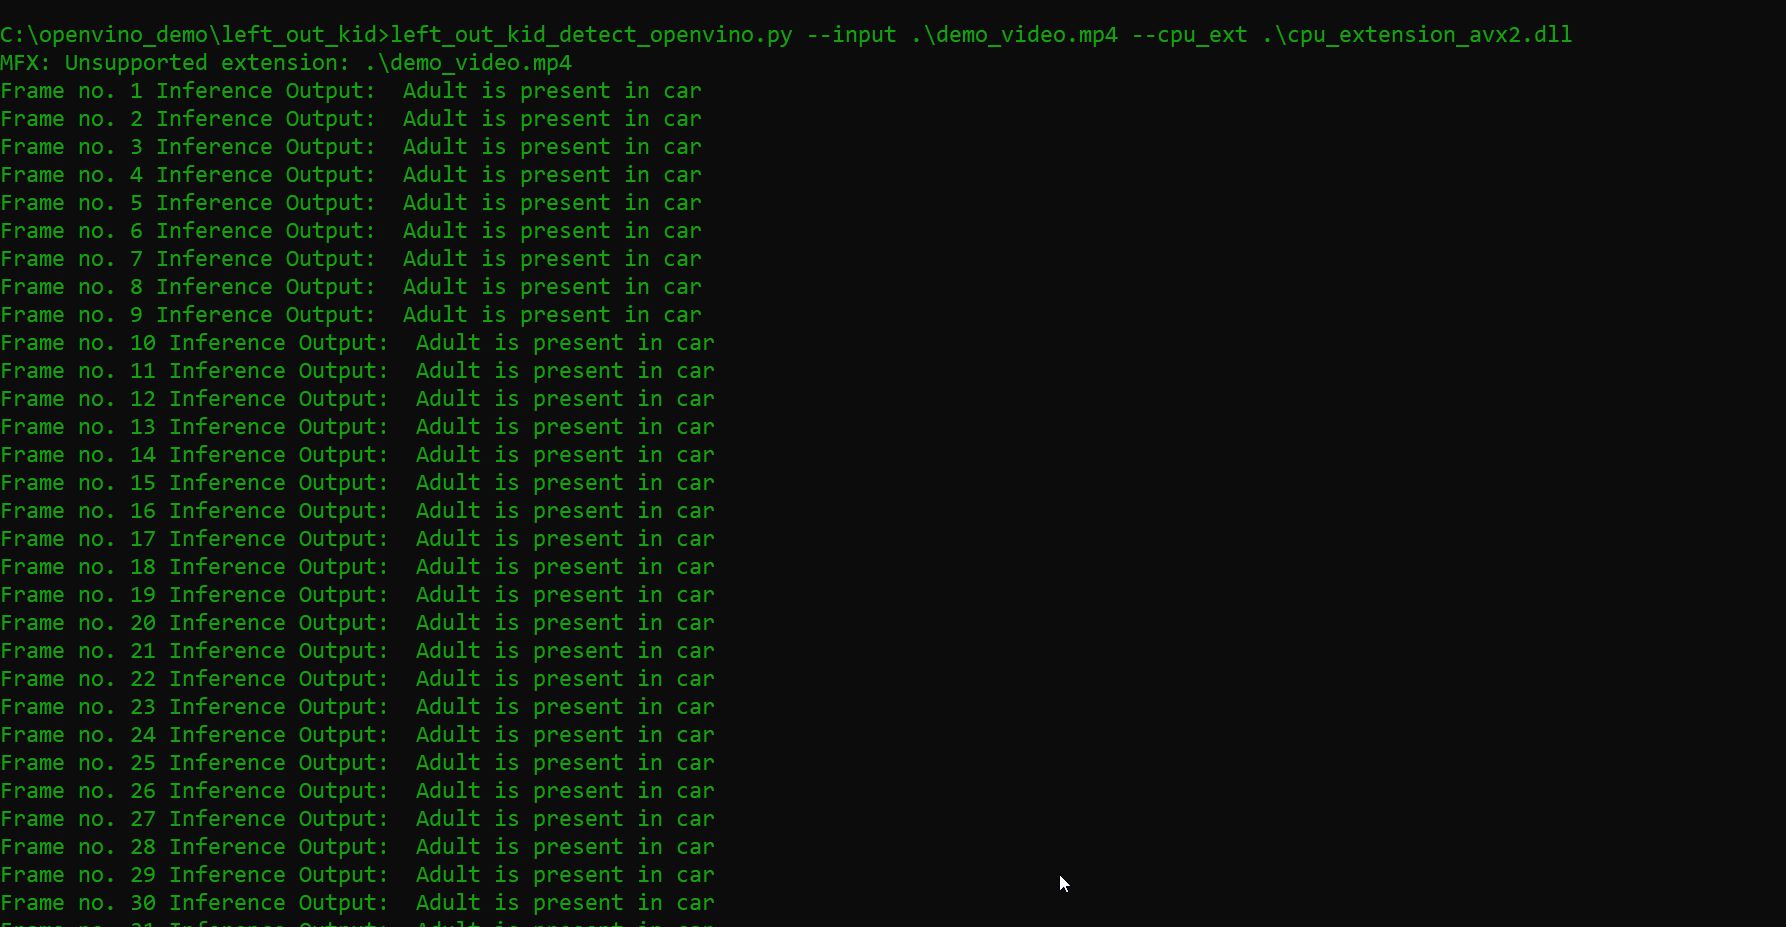 C:\openvino_demo\left_out_kid>left_out_kid_detect_openvino.py --input .\demo_video.mp4 --cpu_ext .\cpu_extension_avx2.dll
MFX: Unsupported extension: .\demo_video.mp4
Frame no. 1 Inference Output:  Adult is present in car
Frame no. 2 Inference Output:  Adult is present in car
Frame no. 3 Inference Output:  Adult is present in car
Frame no. 4 Inference Output:  Adult is present in car
Frame no. 5 Inference Output:  Adult is present in car
Frame no. 6 Inference Output:  Adult is present in car
Frame no. 7 Inference Output:  Adult is present in car
Frame no. 8 Inference Output:  Adult is present in car
Frame no. 9 Inference Output:  Adult is present in car
Frame no. 10 Inference Output:  Adult is present in car
Frame no. 11 Inference Output:  Adult is present in car
Frame no. 12 Inference Output:  Adult is present in car
Frame no. 13 Inference Output:  Adult is present in car
Frame no. 14 Inference Output:  Adult is present in car
Frame no. 15 Inference Output:  Adult is present in car
Frame no. 16 Inference Output:  Adult is present in car
Frame no. 17 Inference Output:  Adult is present in car
Frame no. 18 Inference Output:  Adult is present in car
Frame no. 19 Inference Output:  Adult is present in car
Frame no. 20 Inference Output:  Adult is present in car
Frame no. 21 Inference Output:  Adult is present in car
Frame no. 22 Inference Output:  Adult is present in car
Frame no. 23 Inference Output:  Adult is present in car
Frame no. 24 Inference Output:  Adult is present in car
Frame no. 25 Inference Output:  Adult is present in car
Frame no. 26 Inference Output:  Adult is present in car
Frame no. 27 Inference Output:  Adult is present in car
Frame no. 28 Inference Output:  Adult is present in car
Frame no. 29 Inference Output:  Adult is present in car
Frame no. 30 Inference Output:  Adult is present in car